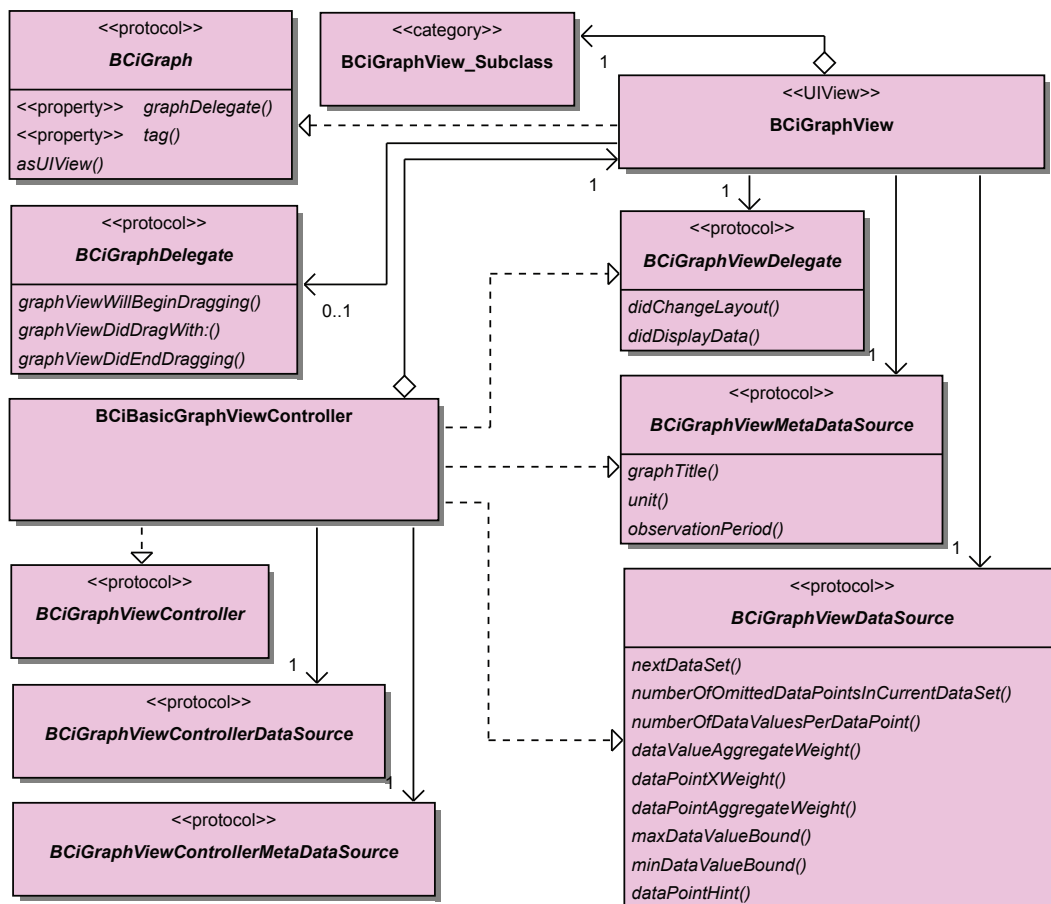 <<protocol>>
BCiGraph
<<property>> graphDelegate()
<<property>> tag()
asUIView()
<<category>>
BCiGraphView_Subclass
1
<<UIView>>
BCiGraphView
1
1
<<protocol>>
BCiGraphDelegate
graphViewWillBeginDragging()
graphViewDidDragWith:()
graphViewDidEndDragging()
0..1
<<protocol>>
BCiGraphViewDelegate
didChangeLayout()
didDisplayData()
1
BCiBasicGraphViewController
<<protocol>>
BCiGraphViewMetaDataSource
graphTitle()
unit()
observationPeriod()
1
<<protocol>>
BCiGraphViewController
1
<<protocol>>
BCiGraphViewControllerDataSource
1
<<protocol>>
BCiGraphViewControllerMetaDataSource
<<protocol>>
BCiGraphViewDataSource
nextDataSet()
numberOfOmittedDataPointsInCurrentDataSet()
numberOfDataValuesPerDataPoint()
dataValueAggregateWeight()
dataPointXWeight()
dataPointAggregateWeight()
maxDataValueBound()
minDataValueBound()
dataPointHint()